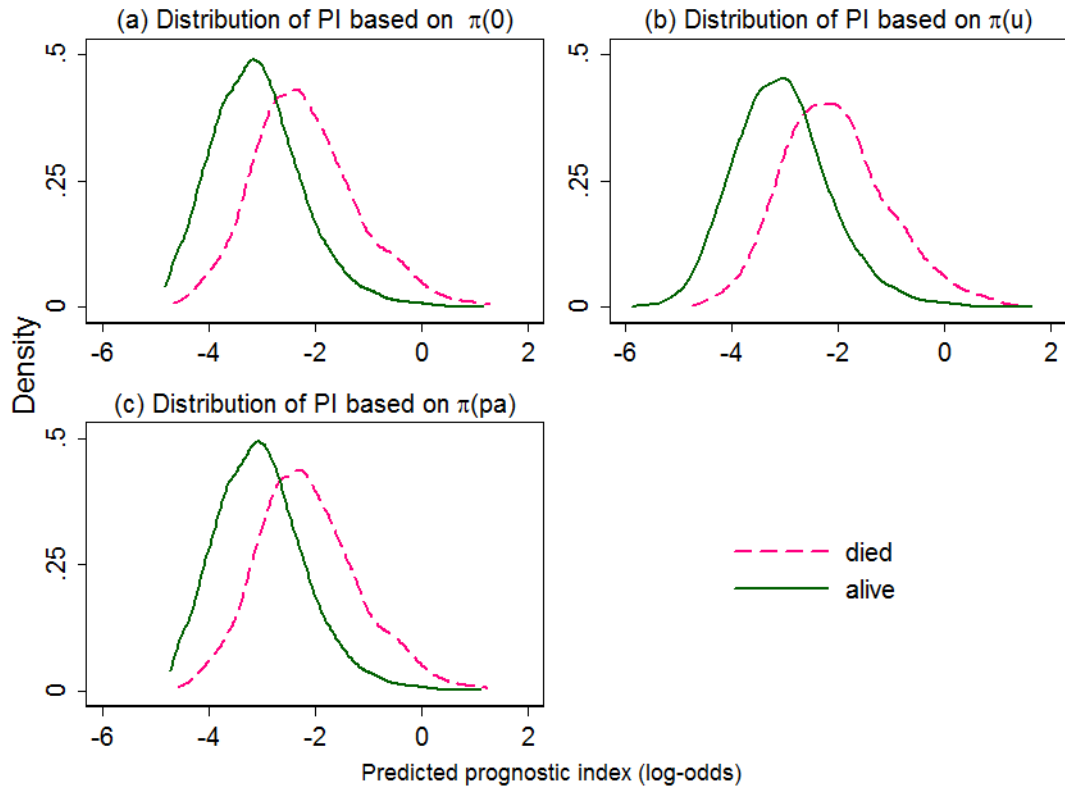 (a) Distribution of PI based on π(0)
(b) Distribution of PI based on π(u)
.5
.25
0
-6 -4 -2 0 2
.5
.25
0
-6 -4 -2 0 2
Density
(c) Distribution of PI based on π(pa)
.5
.25
0
-6 -4 -2 0 2
died
alive
Predicted prognostic index (log-odds)